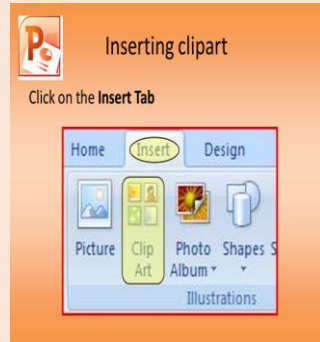 Inserting clipart
Click on the Insert Tab
Home Insert Design
Picture Clip Art Photo Album Shapes S
Illustrations